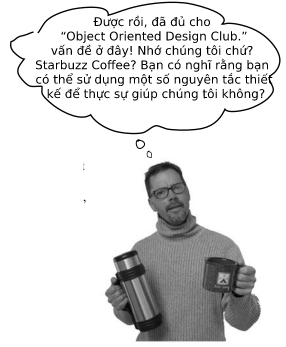 Được rồi, đã đủ cho
“Object Oriented Design Club.”
vấn đề ở đây! Nhớ chúng tôi chứ?
Starbuzz Coffee? Bạn có nghĩ rằng bạn
có thể sử dụng một số nguyên tắc thiết
kế để thực sự giúp chúng tôi không?